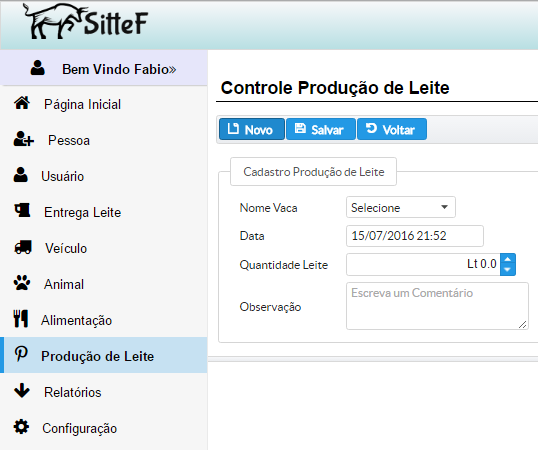 SitteF
Bem Vindo Fabio»
Página Inicial
Pessoa
Usuário
Entrega Leite
Veículo
Animal
Alimentação
Produção de Leite
Relatórios
Configuração
Controle Produção de Leite
Novo Salvar Voltar
Cadastro Produção de Leite
Nome Vaca Selecione
Data 15/07/2016 21:52
Quantidade Leite Lt 0.0
Observação Escreva um Comentário